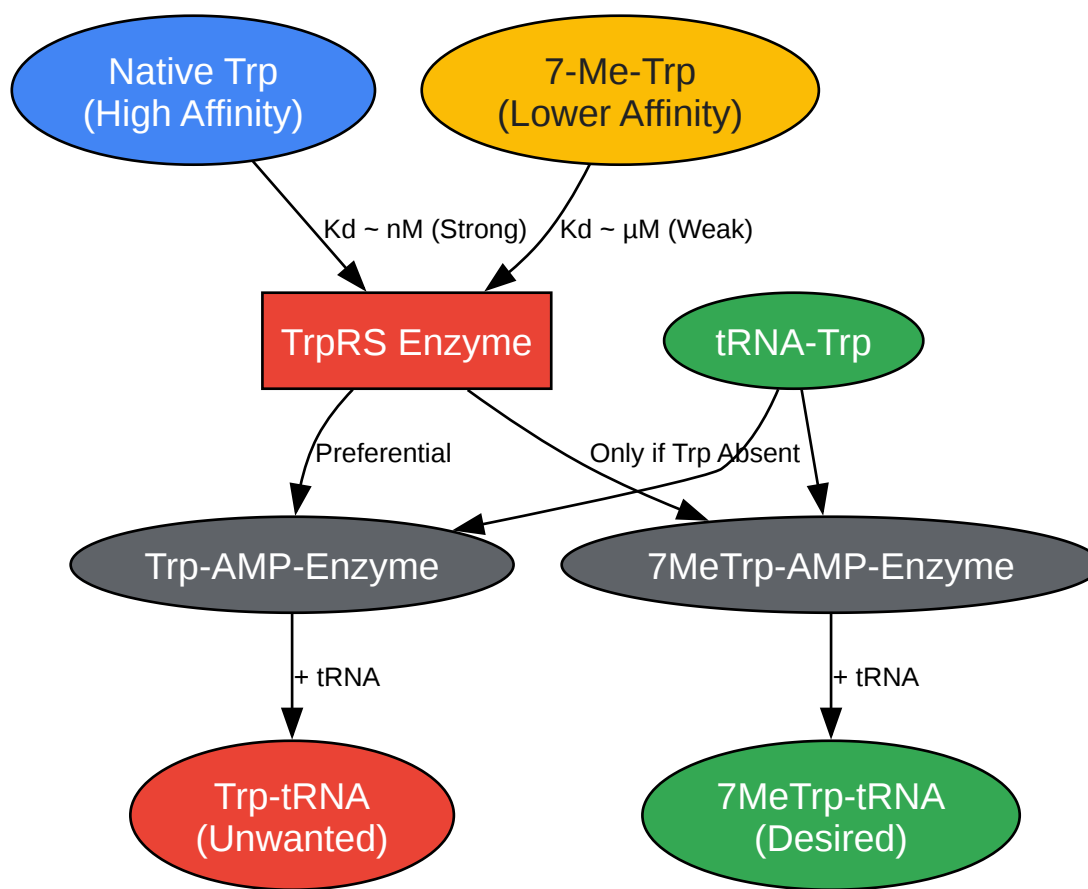 Native Trp
(High Affinity)
7-Me-Trp
(Lower Affinity)
Kd ~ nM (Strong)
Kd ~ µM (Weak)
TrpRS Enzyme
tRNA-Trp
Preferential
Only if Trp Absent
Trp-AMP-Enzyme
7MeTrp-AMP-Enzyme
+ tRNA
+ tRNA
Trp-tRNA
(Unwanted)
7MeTrp-tRNA
(Desired)